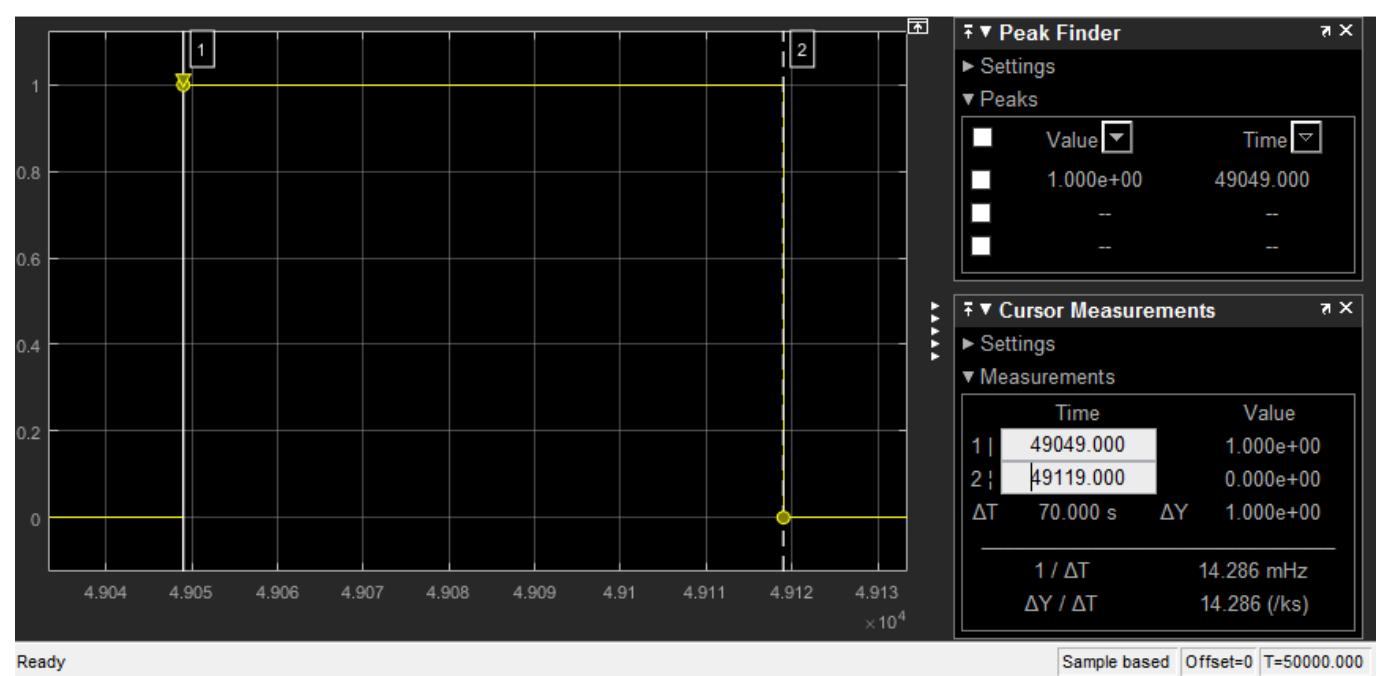 1
2
1
0.8
0.6
0.4
0.2
0
4.904 4.905 4.906 4.907 4.908 4.909 4.91 4.911 4.912 4.913
×10⁴
Peak Finder
Settings
Peaks
Value Time
1.000e+00 49049.000
-- --
-- --
Cursor Measurements
Settings
Measurements
Time Value
1 | 49049.000 1.000e+00
2 ¦ 49119.000 0.000e+00
ΔT 70.000 s ΔY 1.000e+00
1 / ΔT 14.286 mHz
ΔY / ΔT 14.286 (/ks)
Ready Sample based Offset=0 T=50000.000